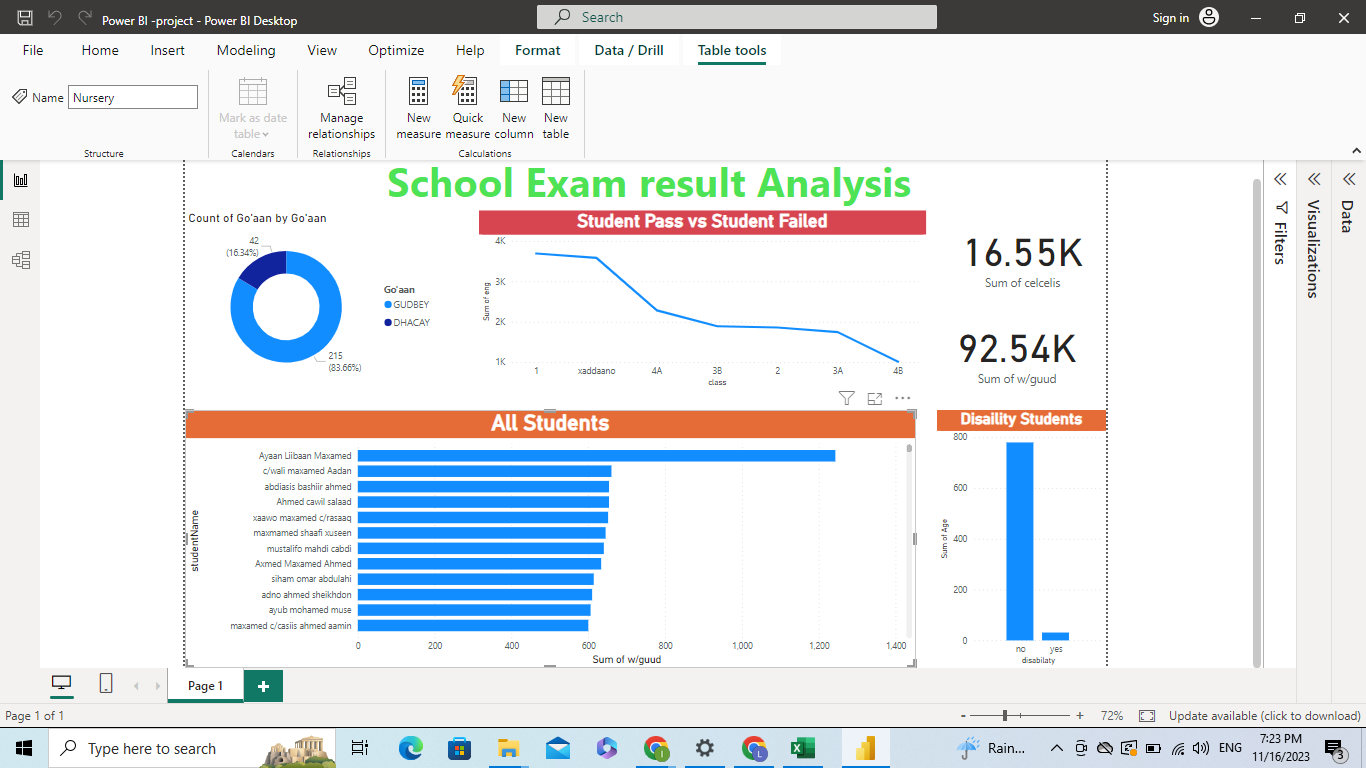 Power BI -project - Power BI Desktop
Search
Sign in
File Home Insert Modeling View Optimize Help Format Data / Drill Table tools
Name Nursery
Mark as date table
Manage relationships
New measure
Quick measure
New column
New table
Structure Calendars Relationships Calculations
School Exam result Analysis
Count of Go'aan by Go'aan
42
(16.34%)
215
(83.66%)
Go'aan
GUDBEY
DHACAY
Student Pass vs Student Failed
Sum of eng
4K
3K
2K
1K
1 xaddaano 4A 3B 2 3A 4B
class
16.55K
Sum of celcelis
92.54K
Sum of w/guud
All Students
studentName
Ayaan Liibaan Maxamed
c/wali maxamed Aadan
abdiasis bashiir ahmed
Ahmed cawil salaad
xaawo maxamed c/rasaaq
maxmamed shaafi xuseen
mustalifo mahdi cabdi
Axmed Maxamed Ahmed
siham omar abdulahi
adno ahmed sheikhdon
ayub mohamed muse
maxamed c/casiis ahmed aamin
0 200 400 600 800 1,000 1,200 1,400
Sum of w/guud
Disaility Students
Sum of Age
800
600
400
200
0
no yes
disabilaty
Filters
Visualizations
Data
Page 1
Page 1 of 1
- + 72%
Update available (click to download)
Type here to search
Rain...
ENG
7:23 PM
11/16/2023
3